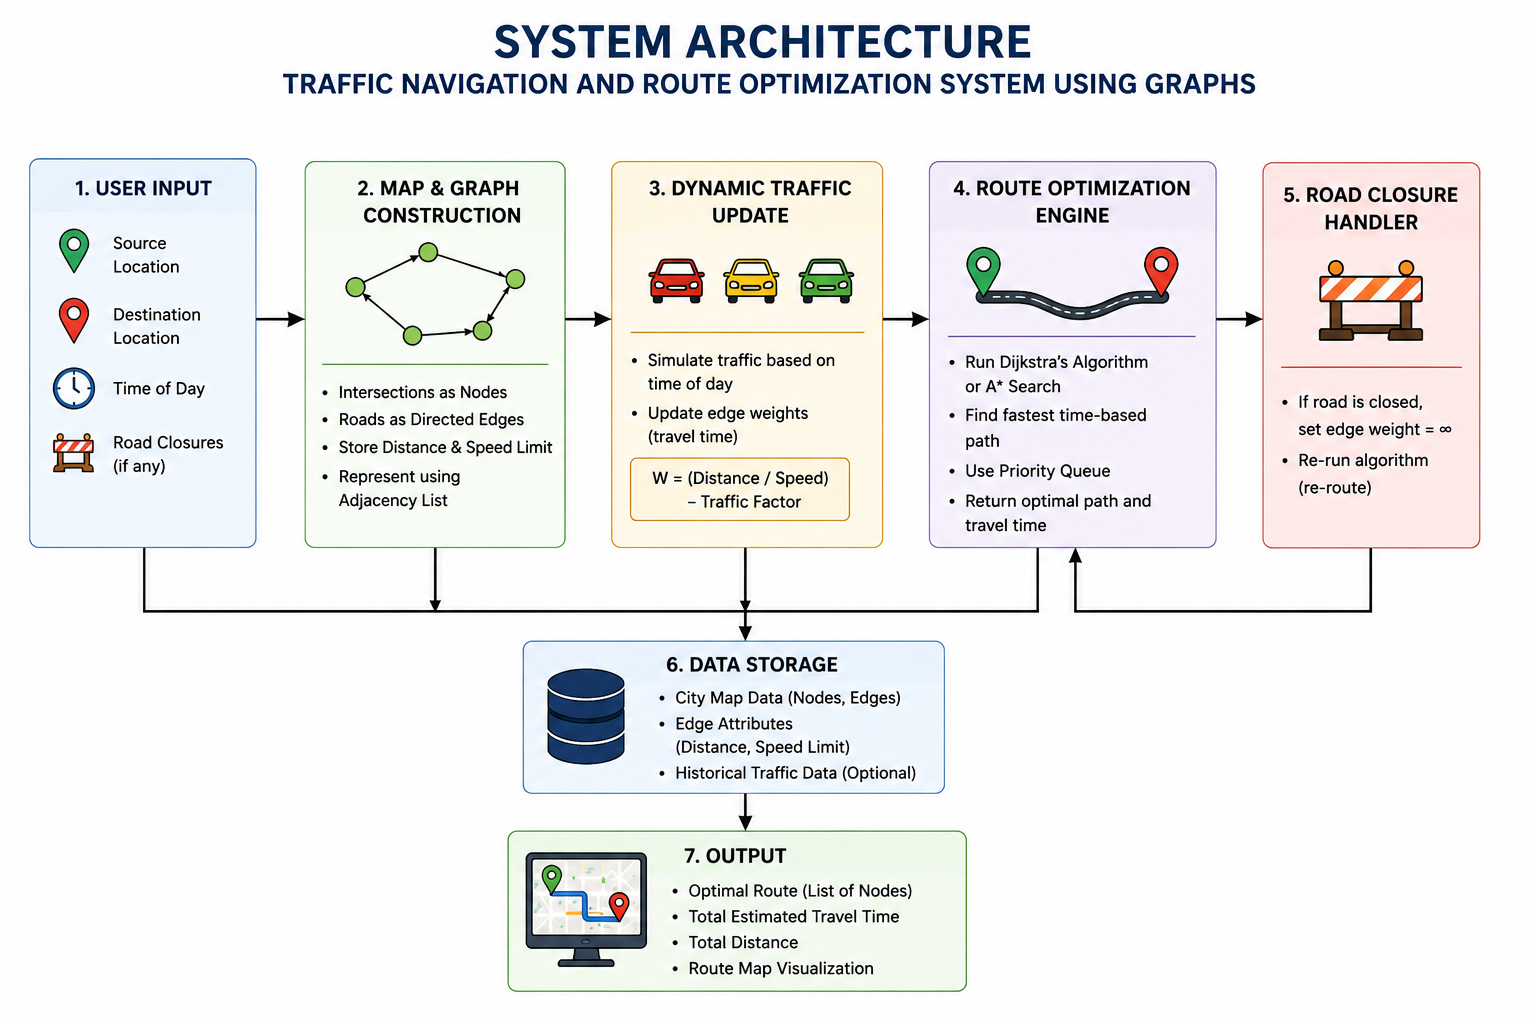 SYSTEM ARCHITECTURE
TRAFFIC NAVIGATION AND ROUTE OPTIMIZATION SYSTEM USING GRAPHS
1. USER INPUT
Source
Location
Destination
Location
Time of Day
Road Closures
(if any)
2. MAP & GRAPH
CONSTRUCTION
• Intersections as Nodes
• Roads as Directed Edges
• Store Distance & Speed Limit
• Represent using
Adjacency List
3. DYNAMIC TRAFFIC
UPDATE
• Simulate traffic based on
time of day
• Update edge weights
(travel time)
W = (Distance / Speed)
– Traffic Factor
4. ROUTE OPTIMIZATION
ENGINE
• Run Dijkstra's Algorithm
or A* Search
• Find fastest time-based
path
• Use Priority Queue
• Return optimal path and
travel time
5. ROAD CLOSURE
HANDLER
• If road is closed,
set edge weight = ∞
• Re-run algorithm
(re-route)
6. DATA STORAGE
• City Map Data (Nodes, Edges)
• Edge Attributes
(Distance, Speed Limit)
• Historical Traffic Data (Optional)
7. OUTPUT
• Optimal Route (List of Nodes)
• Total Estimated Travel Time
• Total Distance
• Route Map Visualization